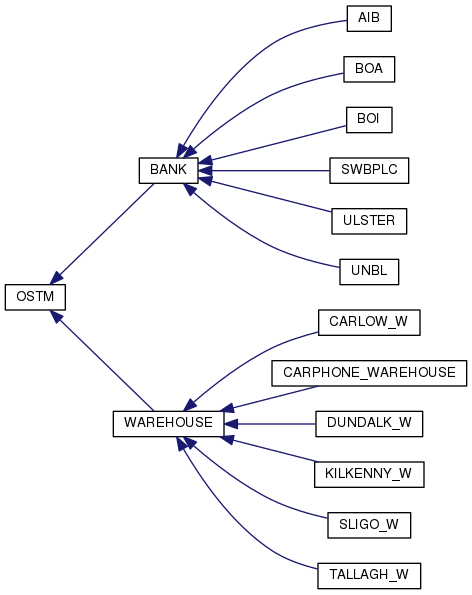 AIB
BOA
BOI
BANK
SWBPLC
ULSTER
UNBL
OSTM
CARLOW_W
CARPHONE_WAREHOUSE
WAREHOUSE
DUNDALK_W
KILKENNY_W
SLIGO_W
TALLAGH_W